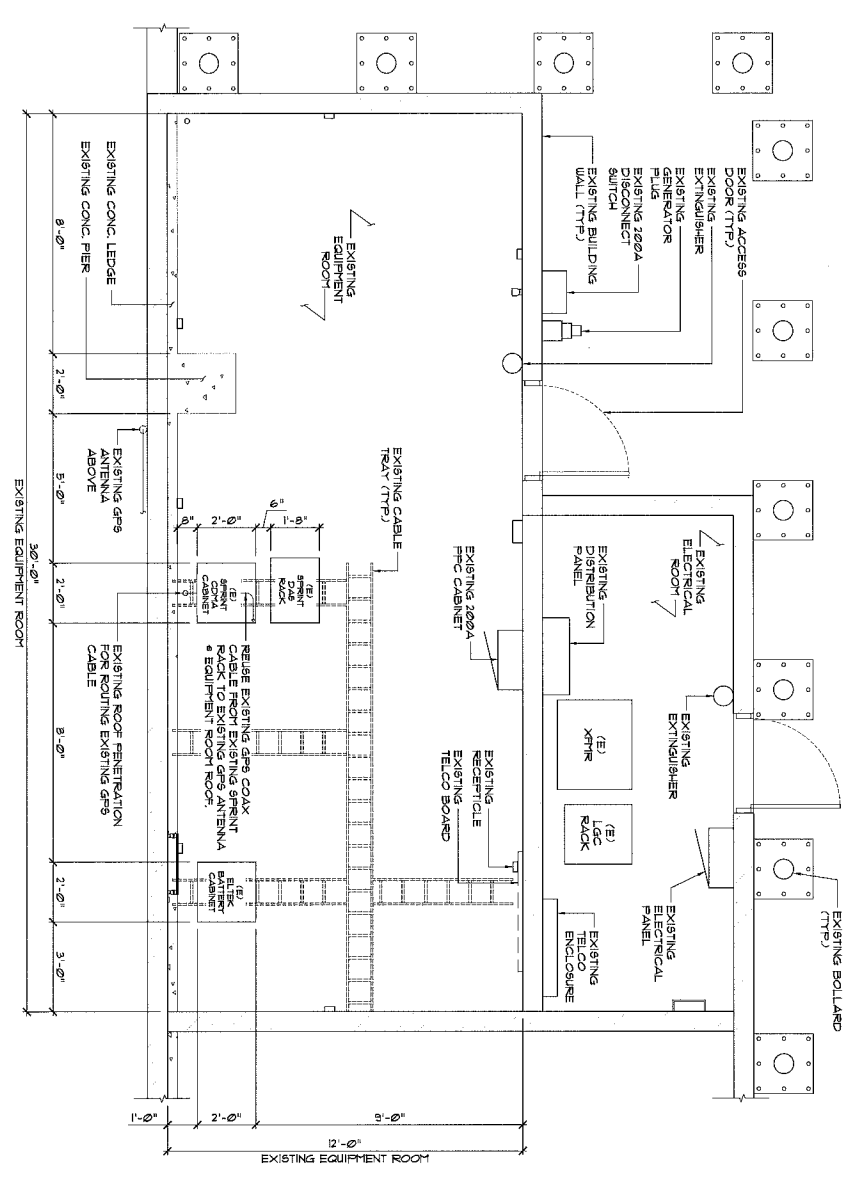 EXISTING BOLLARD
(TYP.)
EXISTING ACCESS
DOOR (TYP.)
EXISTING
EXTINGUISHER
EXISTING
GENERATOR
PLUG
EXISTING 200A
DISCONNECT
SWITCH
EXISTING BUILDING
WALL (TYP.)
EXISTING
ELECTRICAL
ROOM
EXISTING
EXTINGUISHER
EXISTING
ELECTRICAL
PANEL
EXISTING
DISTRIBUTION
PANEL
(E)
XFMR
(E)
LGC
RACK
EXISTING
TELCO
ENCLOSURE
EXISTING 200A
PPC CABINET
EXISTING
RECEPTICLE
EXISTING
TELCO BOARD
EXISTING
EQUIPMENT
ROOM
EXISTING CABLE
TRAY (TYP.)
1'-8"
6"
2'-0"
8"
(E)
SPRINT
DAS
RACK
(E)
SPRINT
CDMA
CABINET
REUSE EXISTING GPS COAX
CABLE FROM EXISTING SPRINT
RACK TO EXISTING GPS ANTENNA
@ EQUIPMENT ROOM ROOF.
(E)
ELTEK
BATTERY
CABINET
9'-0"
2'-0"
1'-0"
12'-0"
EXISTING EQUIPMENT ROOM
EXISTING CONC. LEDGE
EXISTING CONC. PIER
EXISTING GPS
ANTENNA
ABOVE
EXISTING ROOF PENETRATION
FOR ROUTING EXISTING GPS
CABLE
8'-0"
2'-0"
5'-0"
2'-0"
8'-0"
2'-0"
3'-0"
30'-0"
EXISTING EQUIPMENT ROOM